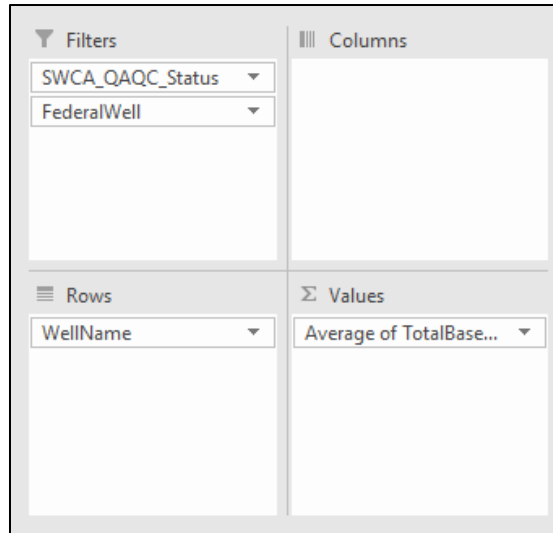 Filters
SWCA_QAQC_Status
FederalWell
Columns
Rows
WellName
Σ Values
Average of TotalBase...